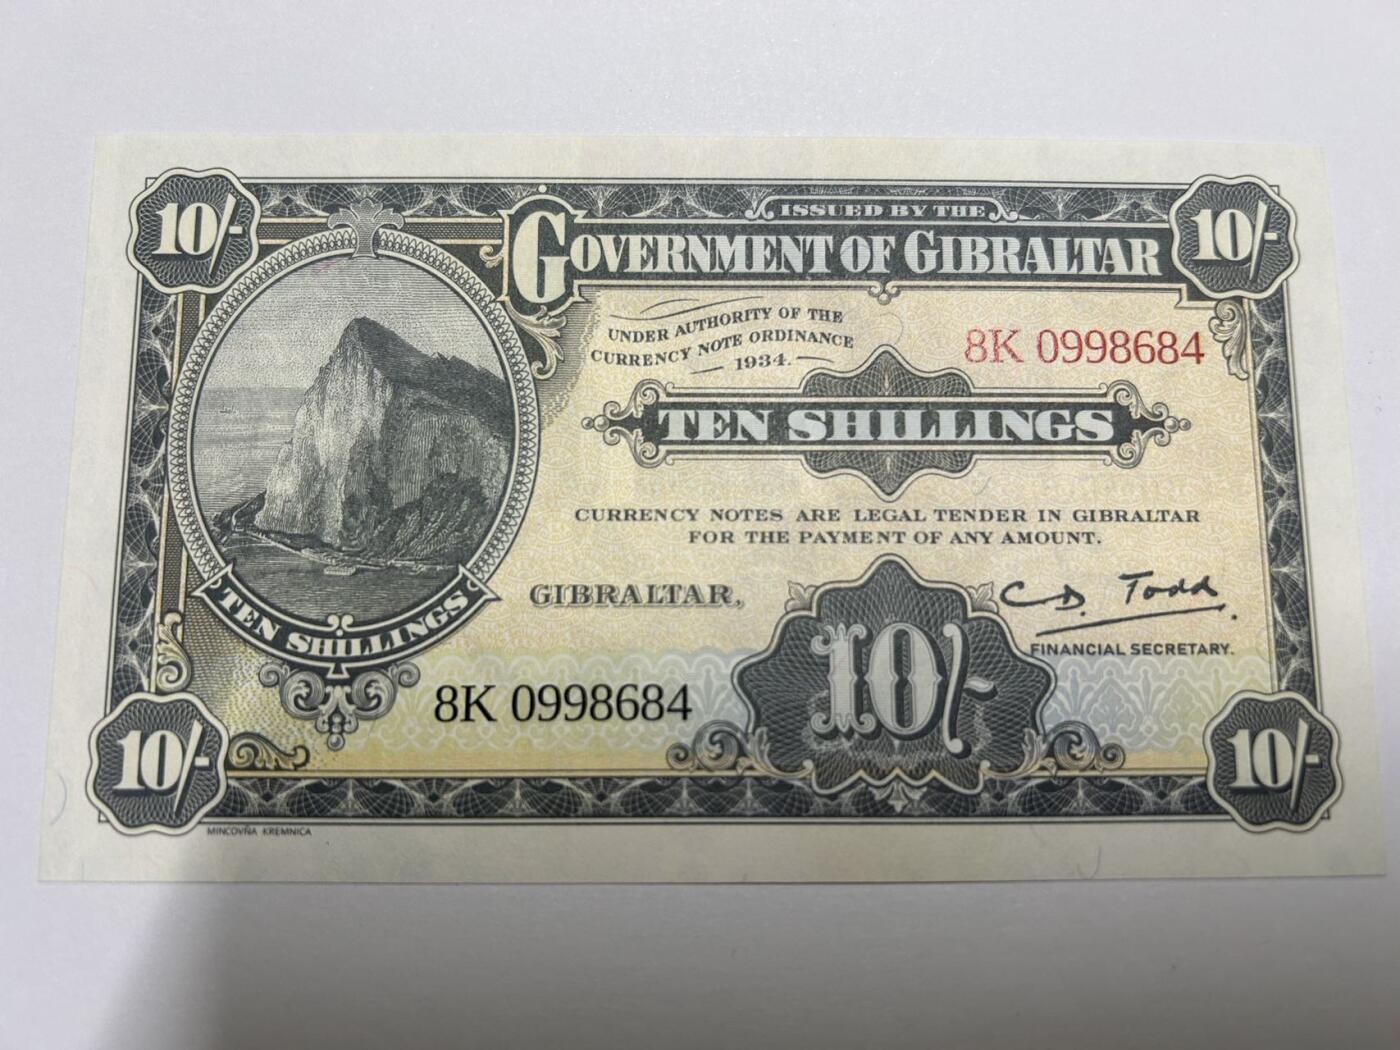 10/-
ISSUED BY THE
10/-
GOVERNMENT OF GIBRALTAR
UNDER AUTHORITY OF THE
CURRENCY NOTE ORDINANCE
1934.
8K 0998684
TEN SHILLINGS
CURRENCY NOTES ARE LEGAL TENDER IN GIBRALTAR
FOR THE PAYMENT OF ANY AMOUNT.
GIBRALTAR,
C D. Todd
FINANCIAL SECRETARY.
TEN SHILLINGS
8K 0998684
10/-
10/-
10/-
MINCOVŇA KREMNICA